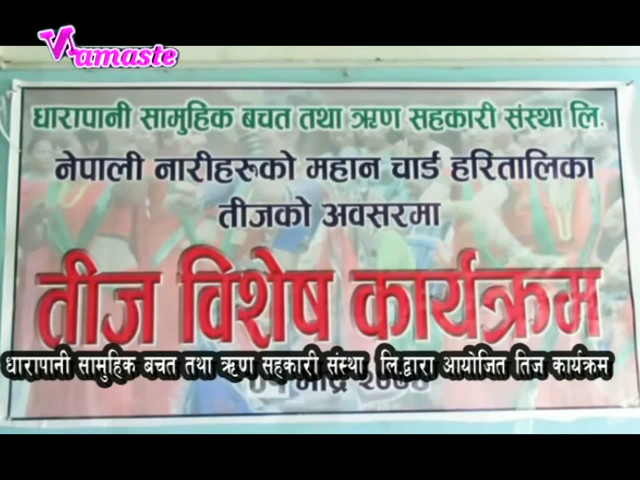 Namaste
धारापानी सामुहिक बचत तथा ऋण सहकारी संस्था लि.
नेपाली नारीहरुको महान चार्ड हरितालिका
तीजको अवसरमा
तीज विशेष कार्यक्रम
धारापानी सामुहिक बचत तथा ऋण सहकारी संस्था लि.द्वारा आयोजित तिज कार्यक्रम
भाद्र